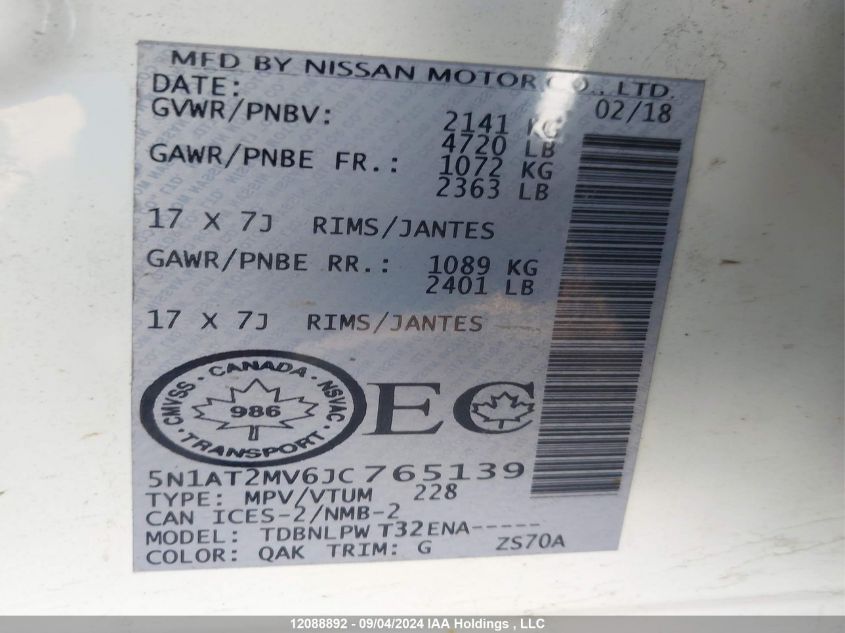 MFD BY NISSAN MOTOR CO., LTD.
DATE: 02/18
GVWR/PNBV: 2141 KG
4720 LB
GAWR/PNBE FR.: 1072 KG
2363 LB
17 X 7J RIMS/JANTES
GAWR/PNBE RR.: 1089 KG
2401 LB
17 X 7J RIMS/JANTES
CMVSS · CANADA · NSVAC
986
· TRANSPORT ·
EC
5N1AT2MV6JC765139
TYPE: MPV/VTUM 228
CAN ICES-2/NMB-2
MODEL: TDBNLPW T32ENA-----
COLOR: QAK TRIM: G ZS70A
12088892 - 09/04/2024 IAA Holdings , LLC